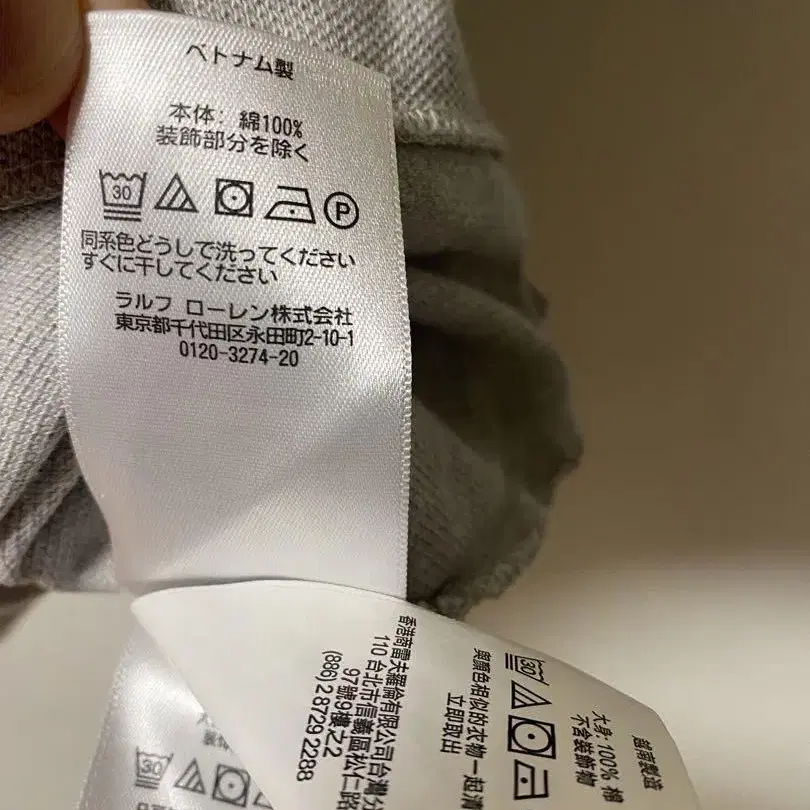 ベトナム製
本体: 綿100%
装飾部分を除く
30
P
同系色どうしで洗ってください
すぐに干してください
ラルフ ローレン株式会社
東京都千代田区永田町2-10-1
0120-3274-20
越南製造
大身: 100% 棉
不含裝飾物
30
與顏色相似的衣物一起清
立即取出
香港商雷夫羅倫有限公司台灣分
110 台北市信義區松仁路
97號9樓之2
(886) 2 8729 2288
30